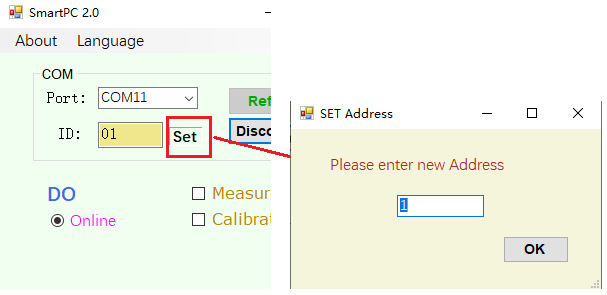 SmartPC 2.0
About Language
COM
Port: COM11
Ref
ID: 01 Set
Disco
DO
Online
Measure
Calibrat
SET Address
Please enter new Address
1
OK